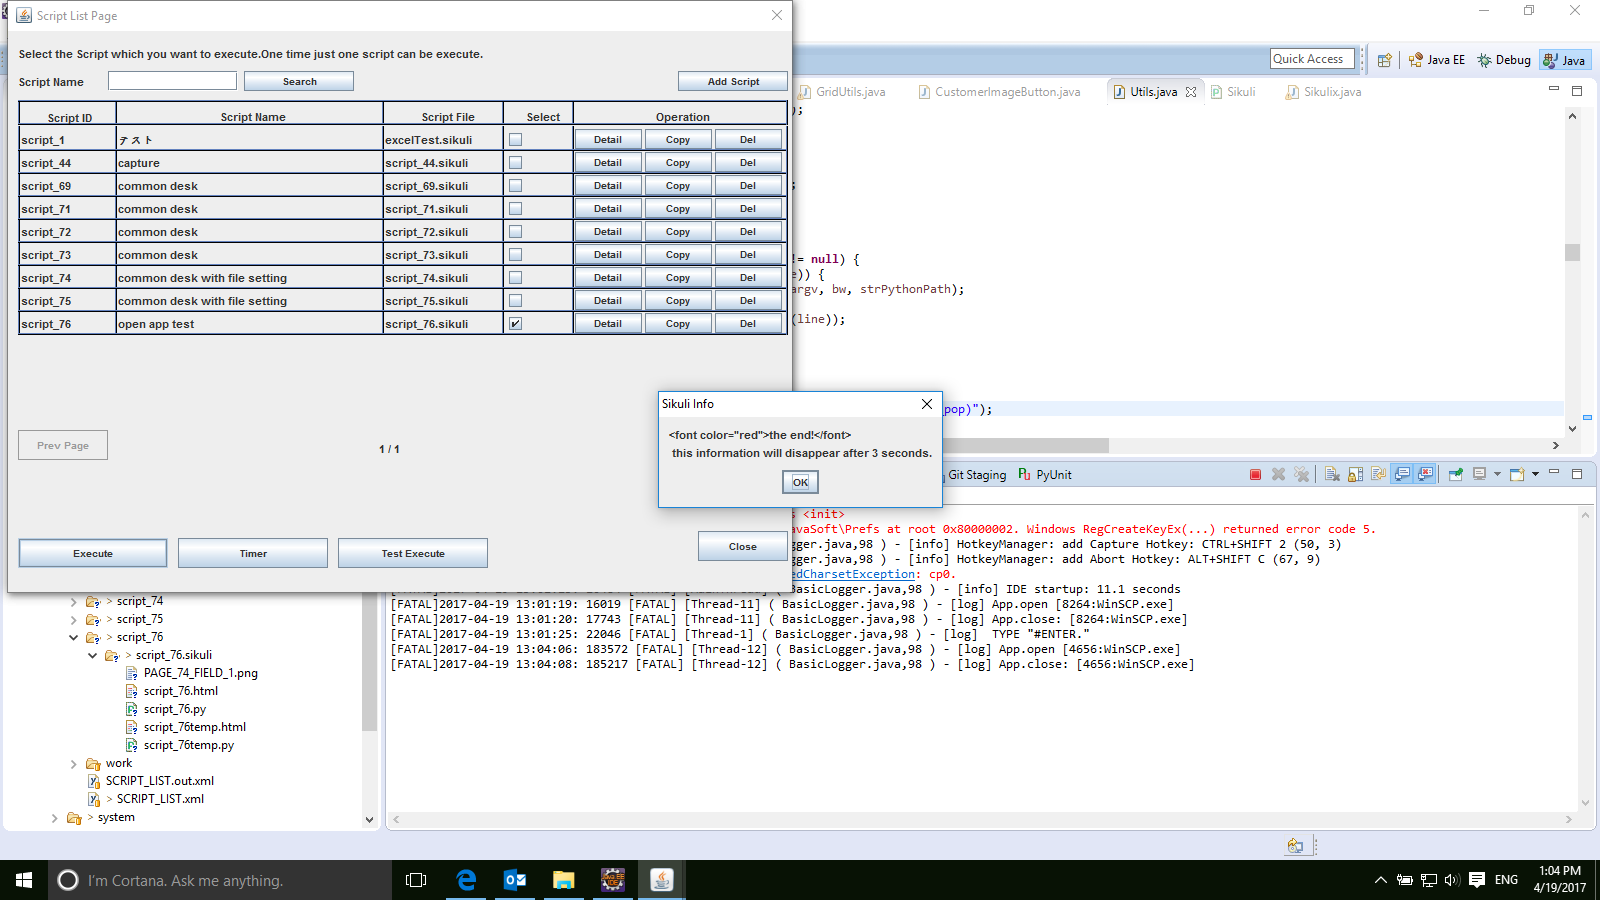 Script List Page
Select the Script which you want to execute.One time just one script can be execute.
Script Name Search Add Script
Script ID Script Name Script File Select Operation
script_1 テスト excelTest.sikuli Detail Copy Del
script_44 capture script_44.sikuli Detail Copy Del
script_69 common desk script_69.sikuli Detail Copy Del
script_71 common desk script_71.sikuli Detail Copy Del
script_72 common desk script_72.sikuli Detail Copy Del
script_73 common desk script_73.sikuli Detail Copy Del
script_74 common desk with file setting script_74.sikuli Detail Copy Del
script_75 common desk with file setting script_75.sikuli Detail Copy Del
script_76 open app test script_76.sikuli Detail Copy Del
Prev Page 1 / 1
Execute Timer Test Execute Close
Sikuli Info
<font color="red">the end!</font>
this information will disappear after 3 seconds.
OK
Quick Access Java EE Debug Java
GridUtils.java CustomerImageButton.java Utils.java Sikuli Sikulix.java
);
;
!= null) {
e)) {
argv, bw, strPythonPath);
(line));
pop)");
Git Staging PyUnit
s <init>
avaSoft\Prefs at root 0x80000002. Windows RegCreateKeyEx(...) returned error code 5.
gger.java,98 ) - [info] HotkeyManager: add Capture Hotkey: CTRL+SHIFT 2 (50, 3)
gger.java,98 ) - [info] HotkeyManager: add Abort Hotkey: ALT+SHIFT C (67, 9)
edCharsetException: cp0.
BasicLogger.java,98 ) - [info] IDE startup: 11.1 seconds
[FATAL]2017-04-19 13:01:19: 16019 [FATAL] [Thread-11] ( BasicLogger.java,98 ) - [log] App.open [8264:WinSCP.exe]
[FATAL]2017-04-19 13:01:20: 17743 [FATAL] [Thread-11] ( BasicLogger.java,98 ) - [log] App.close: [8264:WinSCP.exe]
[FATAL]2017-04-19 13:01:25: 22046 [FATAL] [Thread-1] ( BasicLogger.java,98 ) - [log]  TYPE "#ENTER."
[FATAL]2017-04-19 13:04:06: 183572 [FATAL] [Thread-12] ( BasicLogger.java,98 ) - [log] App.open [4656:WinSCP.exe]
[FATAL]2017-04-19 13:04:08: 185217 [FATAL] [Thread-12] ( BasicLogger.java,98 ) - [log] App.close: [4656:WinSCP.exe]
> script_74
> script_75
> script_76
> script_76.sikuli
PAGE_74_FIELD_1.png
script_76.html
script_76.py
script_76temp.html
script_76temp.py
work
SCRIPT_LIST.out.xml
> SCRIPT_LIST.xml
> system
I'm Cortana. Ask me anything.
ENG
1:04 PM
4/19/2017